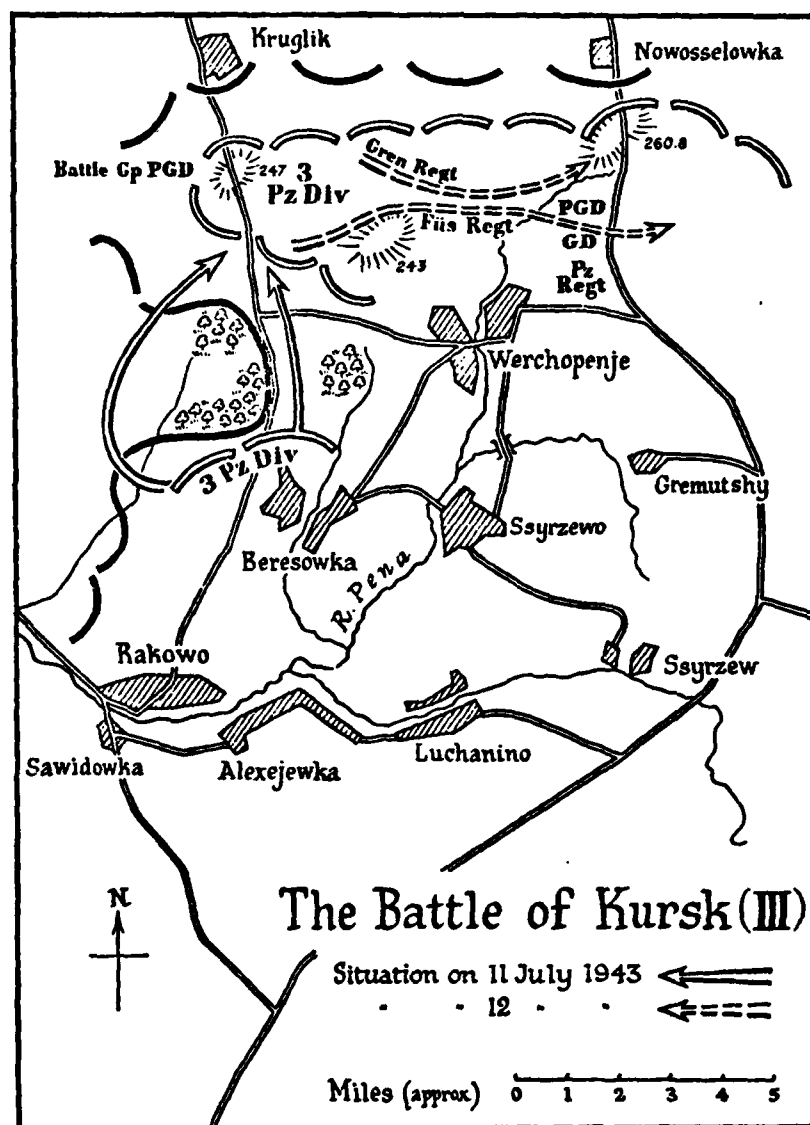 Kruglik
Nowosselowka
Battle Gp PGD
247
3
Pz Div
Gren Regt
260.8
Füs Regt
PGD
GD
243
Pz
Regt
Werchopenje
3 Pz Div
Gremutshy
Beresowka
Ssyrzewo
R. Pena
Rakowo
Ssyrzew
Sawidowka
Alexejewka
Luchanino
N
The Battle of Kursk (III)
Situation on 11 July 1943
" " 12 " "
Miles (approx) 0 1 2 3 4 5